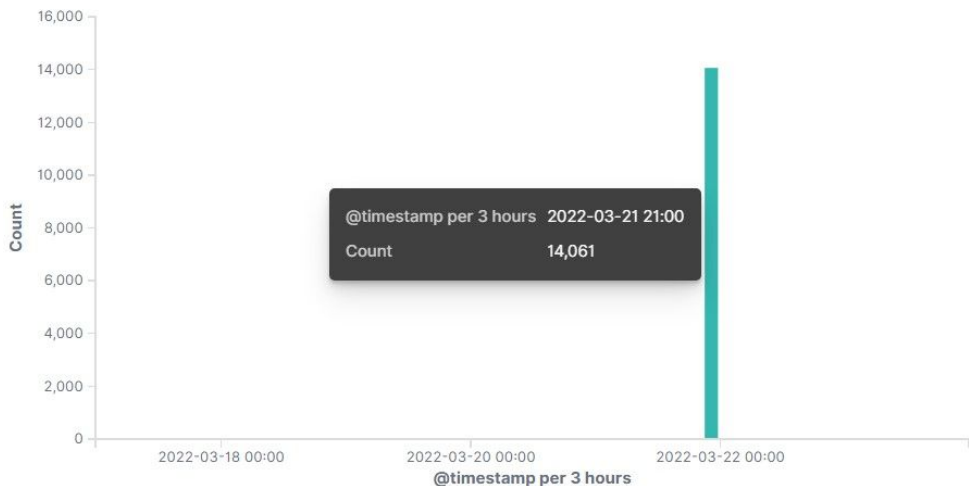 16,000
14,000
12,000
10,000
8,000
6,000
4,000
2,000
0
Count
@timestamp per 3 hours 2022-03-21 21:00
Count 14,061
2022-03-18 00:00 2022-03-20 00:00 2022-03-22 00:00
@timestamp per 3 hours